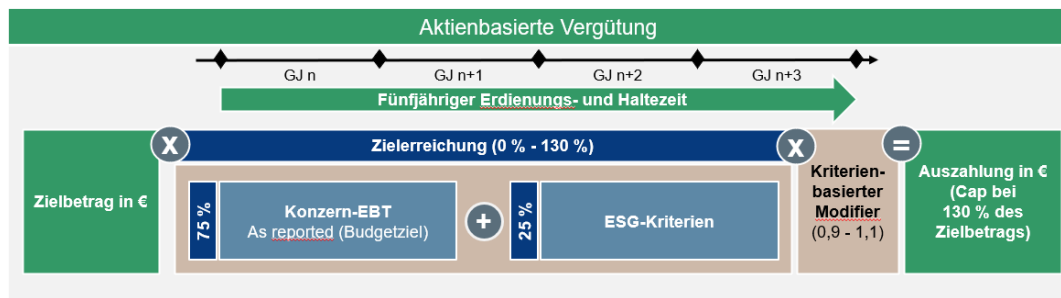 Aktienbasierte Vergütung
GJ n
GJ n+1
GJ n+2
GJ n+3
Fünfjähriger Erdienungs- und Haltezeit
X
Zielerreichung (0 % - 130 %)
X
=
Zielbetrag in €
75 %
Konzern-EBT
As reported (Budgetziel)
+
25 %
ESG-Kriterien
Kriterien-
basierter
Modifier
(0,9 - 1,1)
Auszahlung in €
(Cap bei
130 % des
Zielbetrags)